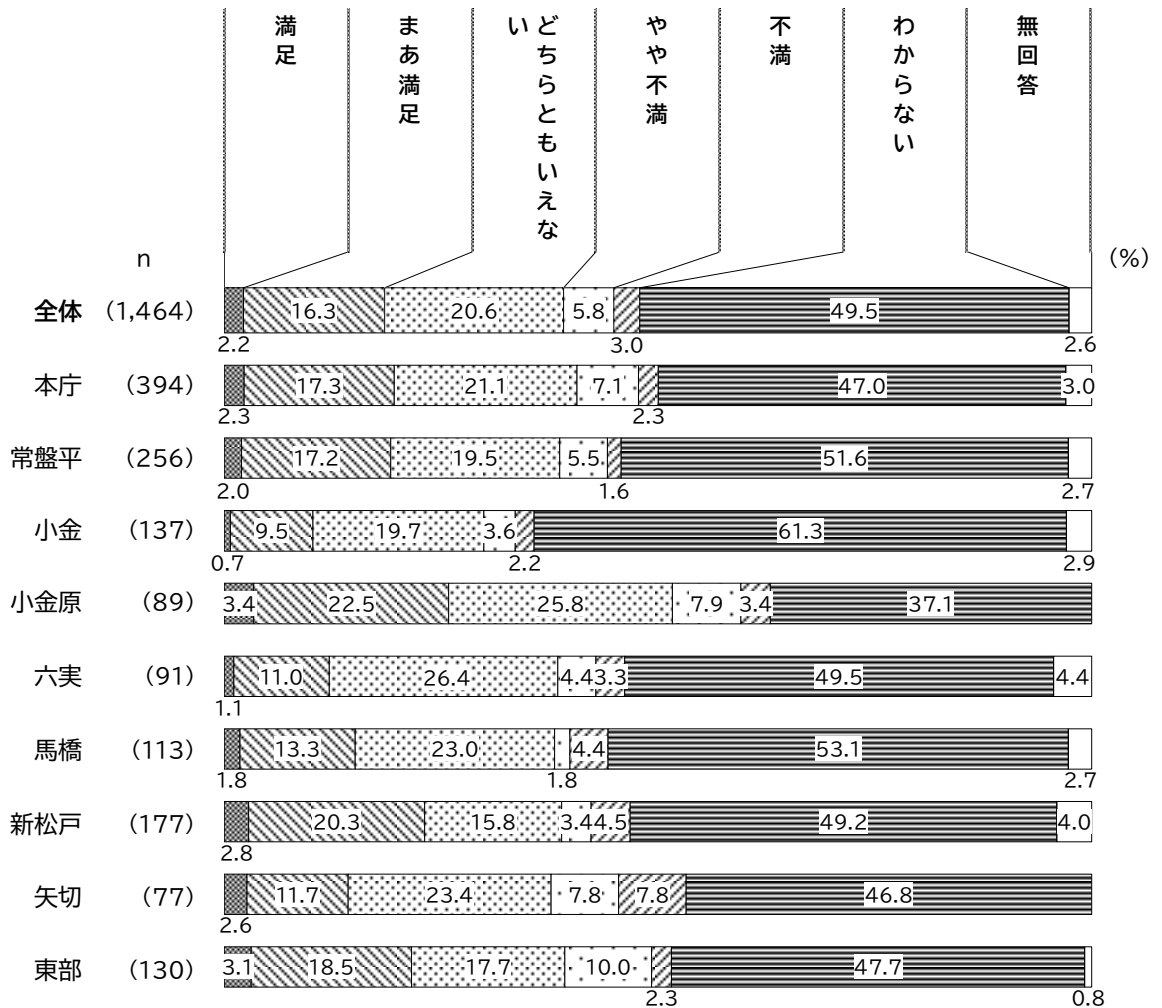 満足
まあ満足
どちらともいえな
い
やや不満
不満
わからない
無回答
n
(%)
全体 (1,464) 16.3 20.6 5.8 49.5
2.2 3.0 2.6
本庁 (394) 17.3 21.1 7.1 47.0 3.0
2.3 2.3
常盤平 (256) 17.2 19.5 5.5 51.6
2.0 1.6 2.7
小金 (137) 9.5 19.7 3.6 61.3
0.7 2.2 2.9
小金原 (89) 3.4 22.5 25.8 7.9 3.4 37.1
六実 (91) 11.0 26.4 4.4 3.3 49.5 4.4
1.1
馬橋 (113) 13.3 23.0 4.4 53.1
1.8 1.8 2.7
新松戸 (177) 20.3 15.8 3.4 4.5 49.2 4.0
2.8
矢切 (77) 11.7 23.4 7.8 7.8 46.8
2.6
東部 (130) 3.1 18.5 17.7 10.0 47.7
2.3 0.8